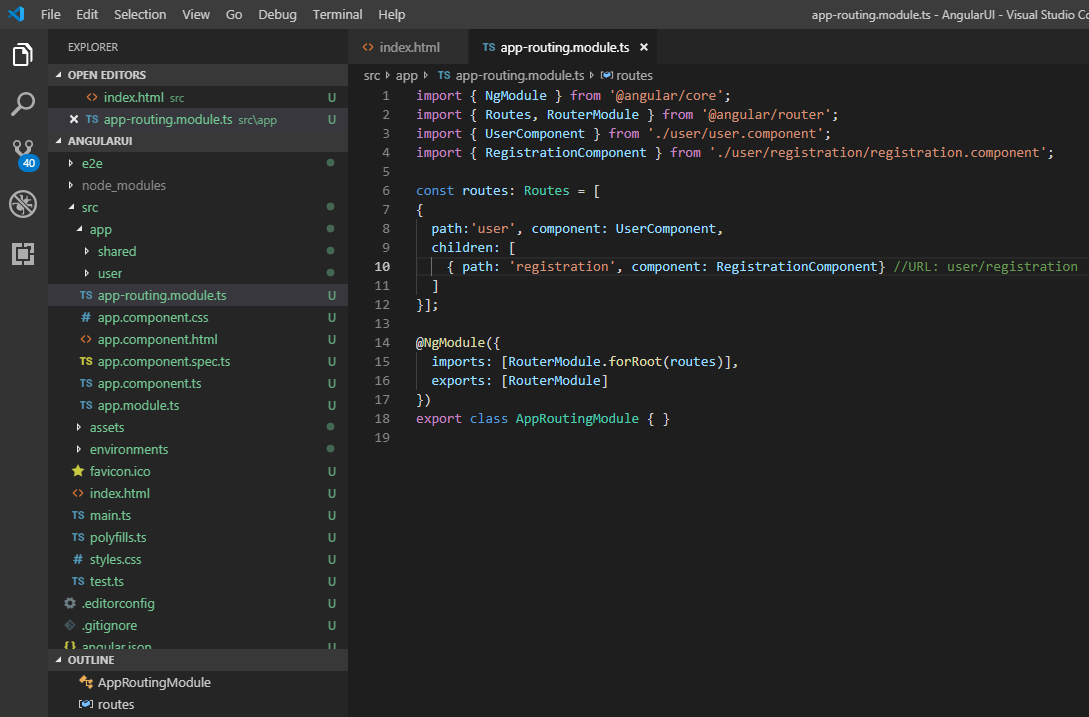 File Edit Selection View Go Debug Terminal Help app-routing.module.ts - AngularUI - Visual Studio Co
EXPLORER
OPEN EDITORS
<> index.html src U
× TS app-routing.module.ts src\app U
ANGULARUI
40
e2e
node_modules
src
app
shared
user
TS app-routing.module.ts U
# app.component.css U
<> app.component.html U
TS app.component.spec.ts U
TS app.component.ts U
TS app.module.ts U
assets
environments
favicon.ico U
<> index.html U
TS main.ts U
TS polyfills.ts U
# styles.css U
TS test.ts U
.editorconfig U
.gitignore U
{} angular.json U
OUTLINE
AppRoutingModule
routes
<> index.html TS app-routing.module.ts ×
src app TS app-routing.module.ts routes
1 import { NgModule } from '@angular/core';
2 import { Routes, RouterModule } from '@angular/router';
3 import { UserComponent } from './user/user.component';
4 import { RegistrationComponent } from './user/registration/registration.component';
5
6 const routes: Routes = [
7 {
8 path:'user', component: UserComponent,
9 children: [
10 { path: 'registration', component: RegistrationComponent} //URL: user/registration
11 ]
12 }];
13
14 @NgModule({
15 imports: [RouterModule.forRoot(routes)],
16 exports: [RouterModule]
17 })
18 export class AppRoutingModule { }
19